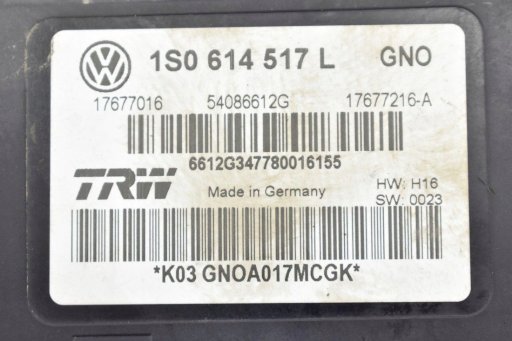 1S0 614 517 L GNO
17677016 54086612G 17677216-A
6612G347780016155
TRW Made in Germany HW: H16
SW: 0023
*K03 GNOA017MCGK*